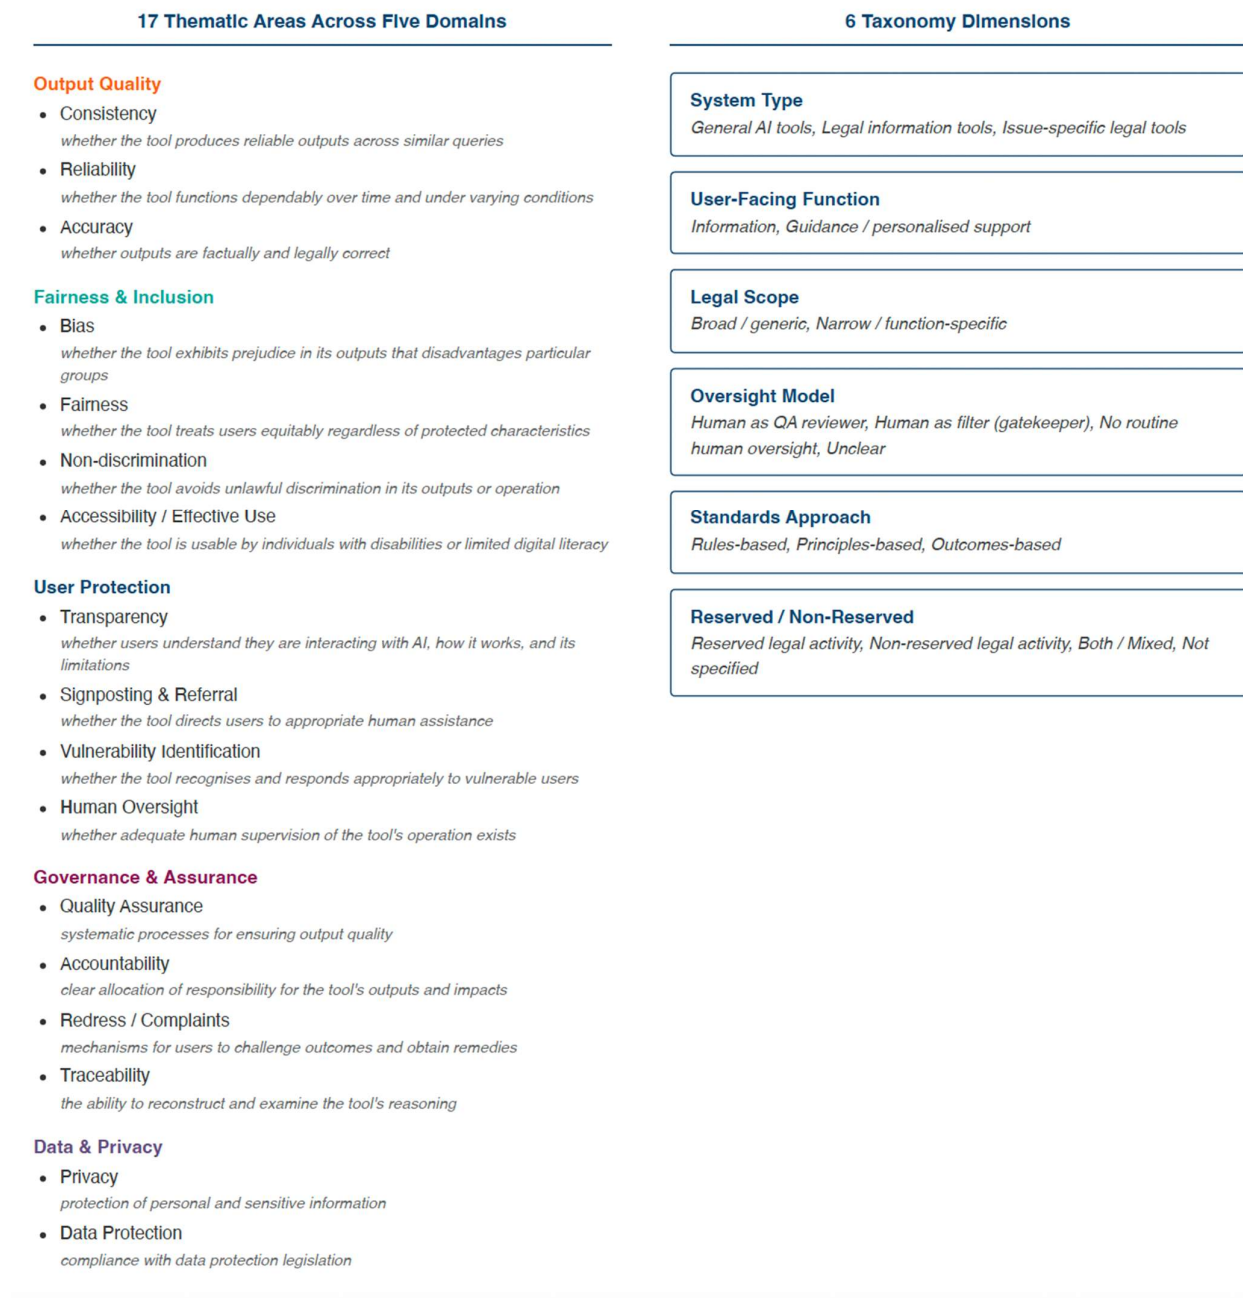 17 Thematic Areas Across Five Domains
Output Quality
• Consistency
whether the tool produces reliable outputs across similar queries
• Reliability
whether the tool functions dependably over time and under varying conditions
• Accuracy
whether outputs are factually and legally correct
Fairness & Inclusion
• Bias
whether the tool exhibits prejudice in its outputs that disadvantages particular
groups
• Fairness
whether the tool treats users equitably regardless of protected characteristics
• Non-discrimination
whether the tool avoids unlawful discrimination in its outputs or operation
• Accessibility / Effective Use
whether the tool is usable by individuals with disabilities or limited digital literacy
User Protection
• Transparency
whether users understand they are interacting with AI, how it works, and its
limitations
• Signposting & Referral
whether the tool directs users to appropriate human assistance
• Vulnerability Identification
whether the tool recognises and responds appropriately to vulnerable users
• Human Oversight
whether adequate human supervision of the tool's operation exists
Governance & Assurance
• Quality Assurance
systematic processes for ensuring output quality
• Accountability
clear allocation of responsibility for the tool's outputs and impacts
• Redress / Complaints
mechanisms for users to challenge outcomes and obtain remedies
• Traceability
the ability to reconstruct and examine the tool's reasoning
Data & Privacy
• Privacy
protection of personal and sensitive information
• Data Protection
compliance with data protection legislation
6 Taxonomy Dimensions
System Type
General AI tools, Legal information tools, Issue-specific legal tools
User-Facing Function
Information, Guidance / personalised support
Legal Scope
Broad / generic, Narrow / function-specific
Oversight Model
Human as QA reviewer, Human as filter (gatekeeper), No routine
human oversight, Unclear
Standards Approach
Rules-based, Principles-based, Outcomes-based
Reserved / Non-Reserved
Reserved legal activity, Non-reserved legal activity, Both / Mixed, Not
specified